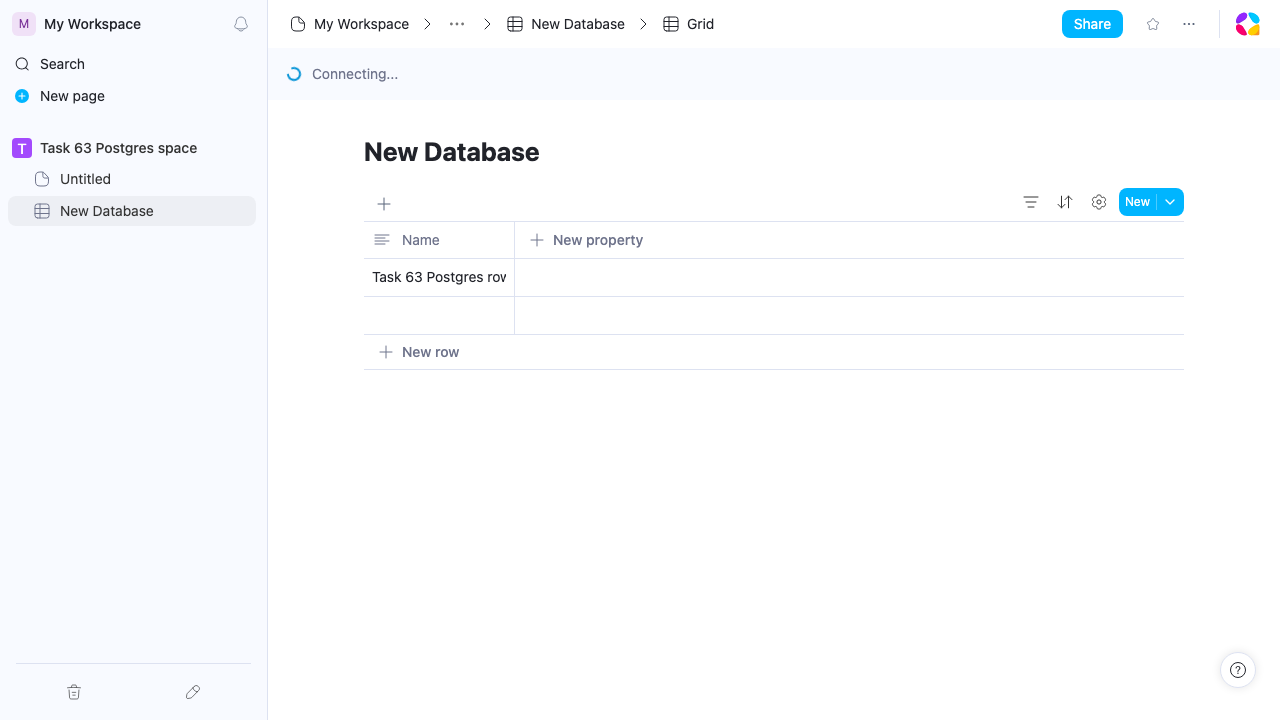 M My Workspace
Search
New page
T Task 63 Postgres space
Untitled
New Database
My Workspace
New Database
Grid
Share
Connecting...
New Database
New
Name
New property
Task 63 Postgres row
New row